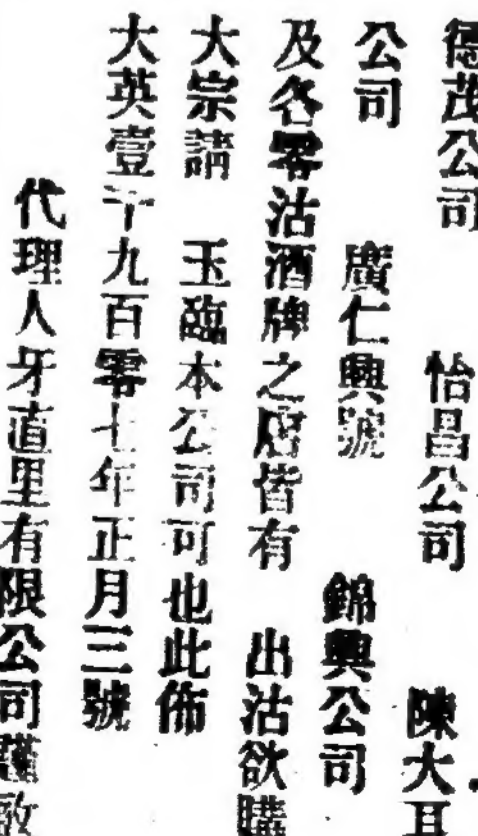 德茂公司 怡昌公司 陳大耳
公司 廣仁興號 錦興公司
及各零沽酒牌之店皆有 出沽欲購
大宗請 玉臨本公司可也此佈
大英壹千九百零七年正月三號
代理人牙直里有限公司謹啟